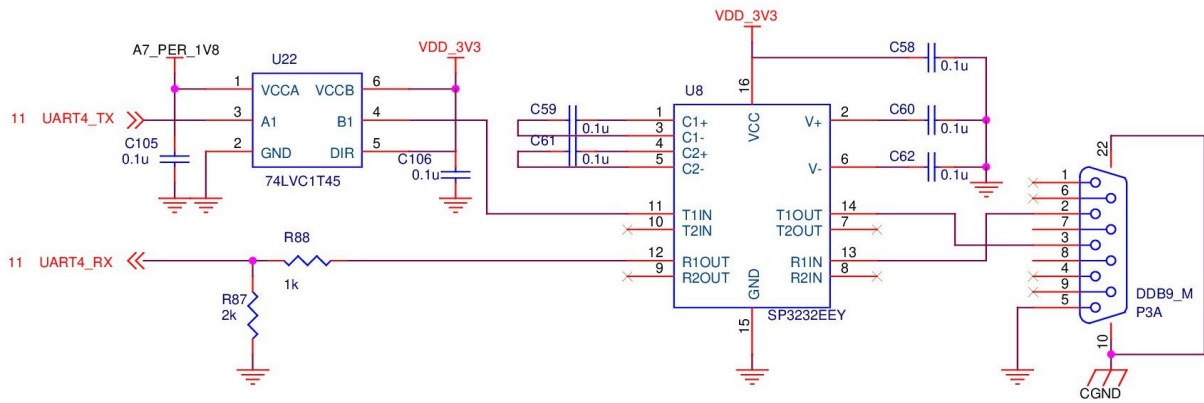 VDD_3V3
A7_PER_1V8
U22
VDD_3V3
C58
0.1u
16
1 VCCA VCCB 6
U8
11 UART4_TX
3 A1 B1 4
C59
0.1u
1 C1+ VCC V+ 2
C60
0.1u
3 C1-
2 GND DIR 5
C105
0.1u
C106
0.1u
C61
0.1u
4 C2+
5 C2- V- 6
C62
0.1u
74LVC1T45
22
1
6
11 T1IN T1OUT 14
2
10 T2IN T2OUT 7
7
3
11 UART4_RX
R88
1k
12 R1OUT R1IN 13
8
9 R2OUT R2IN 8
4
R87
2k
GND
9
DDB9_M
5
P3A
SP3232EEY
15
10
CGND